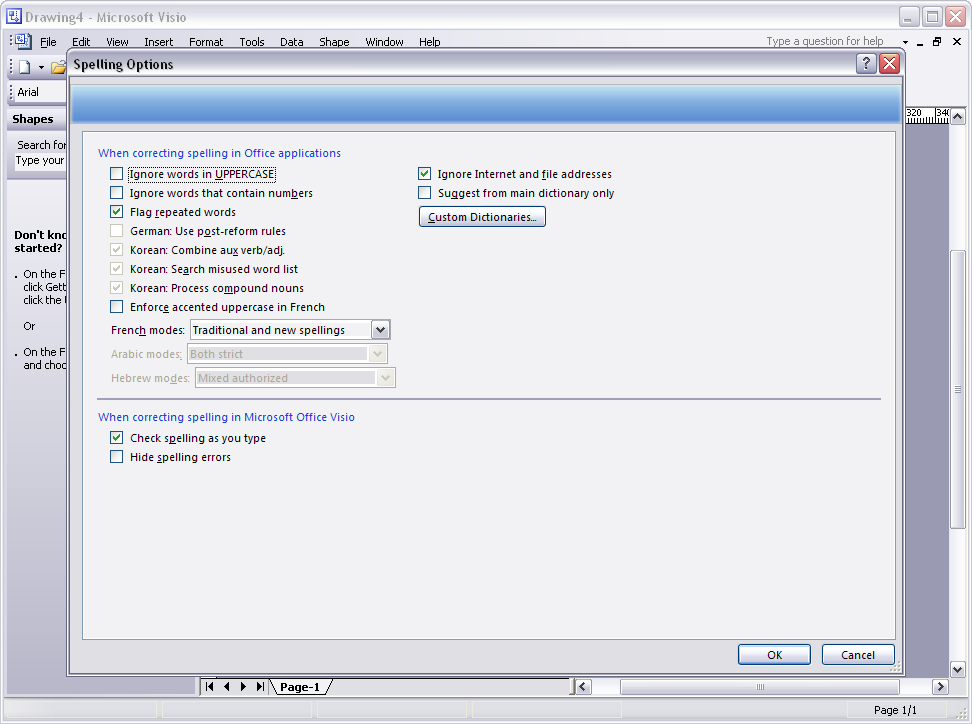 Drawing4 - Microsoft Visio
File Edit View Insert Format Tools Data Shape Window Help Type a question for help
Spelling Options
Arial
Shapes
Search for
Type your
Don't kno
started?
. On the F
click Gett
click the
Or
. On the F
and choo
When correcting spelling in Office applications
Ignore words in UPPERCASE
Ignore words that contain numbers
Flag repeated words
German: Use post-reform rules
Korean: Combine aux verb/adj.
Korean: Search misused word list
Korean: Process compound nouns
Enforce accented uppercase in French
Ignore Internet and file addresses
Suggest from main dictionary only
Custom Dictionaries...
French modes: Traditional and new spellings
Arabic modes: Both strict
Hebrew modes: Mixed authorized
When correcting spelling in Microsoft Office Visio
Check spelling as you type
Hide spelling errors
OK Cancel
320 340
Page-1
Page 1/1